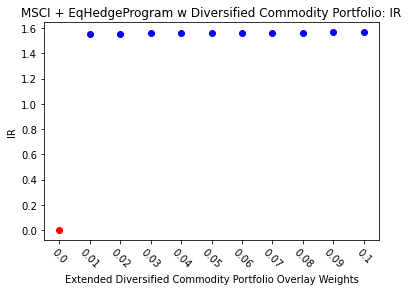 MSCI + EqHedgeProgram w Diversified Commodity Portfolio: IR
1.6
1.4
1.2
1.0
0.8
0.6
0.4
0.2
0.0
IR
0.0 0.01 0.02 0.03 0.04 0.05 0.06 0.07 0.08 0.09 0.1
Extended Diversified Commodity Portfolio Overlay Weights